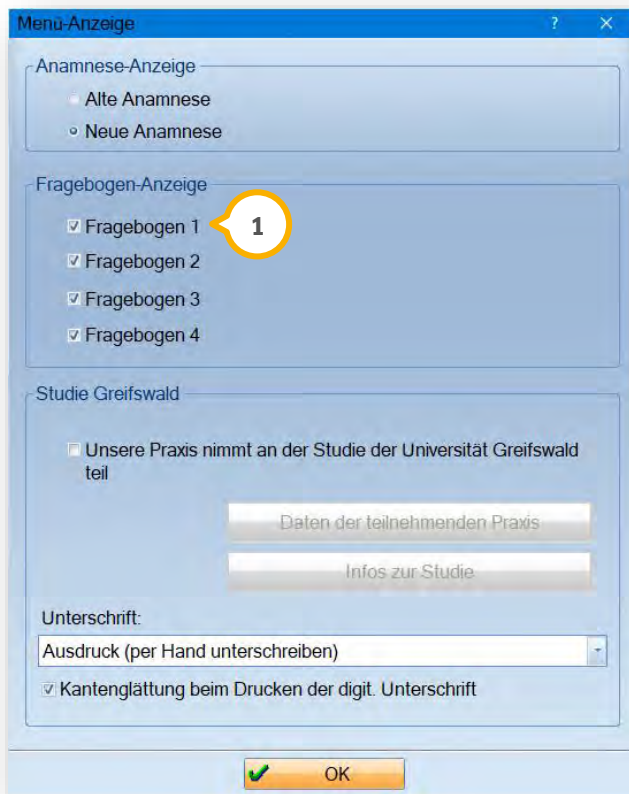 Menü-Anzeige ? ×
Anamnese-Anzeige
Alte Anamnese
Neue Anamnese
Fragebogen-Anzeige
Fragebogen 1
1
Fragebogen 2
Fragebogen 3
Fragebogen 4
Studie Greifswald
Unsere Praxis nimmt an der Studie der Universität Greifswald
teil
Daten der teilnehmenden Praxis
Infos zur Studie
Unterschrift:
Ausdruck (per Hand unterschreiben)
Kantenglättung beim Drucken der digit. Unterschrift
OK